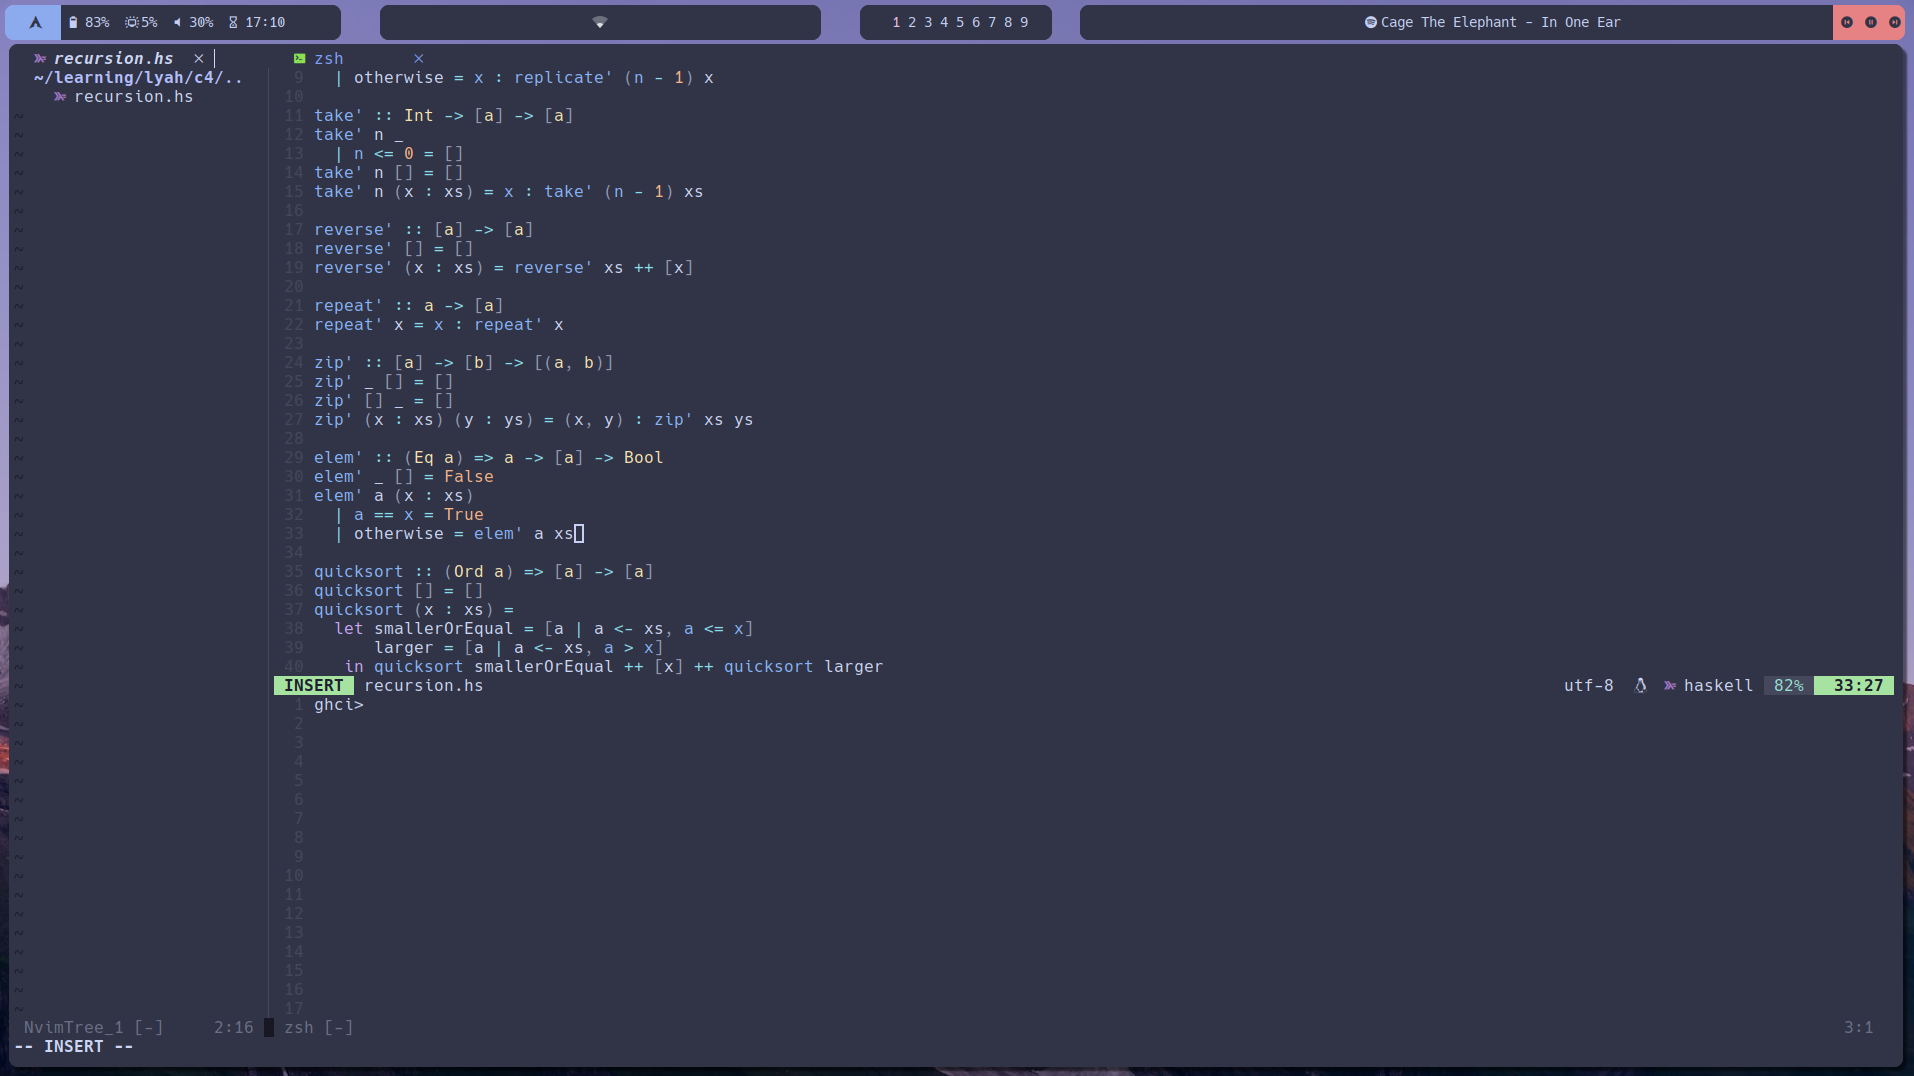 83% 5% 30% 17:10
1 2 3 4 5 6 7 8 9
Cage The Elephant - In One Ear
recursion.hs ×
zsh ×
~/learning/lyah/c4/..
recursion.hs
9 | otherwise = x : replicate' (n - 1) x
10
11 take' :: Int -> [a] -> [a]
12 take' n _
13 | n <= 0 = []
14 take' n [] = []
15 take' n (x : xs) = x : take' (n - 1) xs
16
17 reverse' :: [a] -> [a]
18 reverse' [] = []
19 reverse' (x : xs) = reverse' xs ++ [x]
20
21 repeat' :: a -> [a]
22 repeat' x = x : repeat' x
23
24 zip' :: [a] -> [b] -> [(a, b)]
25 zip' _ [] = []
26 zip' [] _ = []
27 zip' (x : xs) (y : ys) = (x, y) : zip' xs ys
28
29 elem' :: (Eq a) => a -> [a] -> Bool
30 elem' _ [] = False
31 elem' a (x : xs)
32 | a == x = True
33 | otherwise = elem' a xs
34
35 quicksort :: (Ord a) => [a] -> [a]
36 quicksort [] = []
37 quicksort (x : xs) =
38 let smallerOrEqual = [a | a <- xs, a <= x]
39 larger = [a | a <- xs, a > x]
40 in quicksort smallerOrEqual ++ [x] ++ quicksort larger
INSERT recursion.hs utf-8 haskell 82% 33:27
1 ghci>
2
3
4
5
6
7
8
9
10
11
12
13
14
15
16
17
NvimTree_1 [-] 2:16 zsh [-] 3:1
-- INSERT --